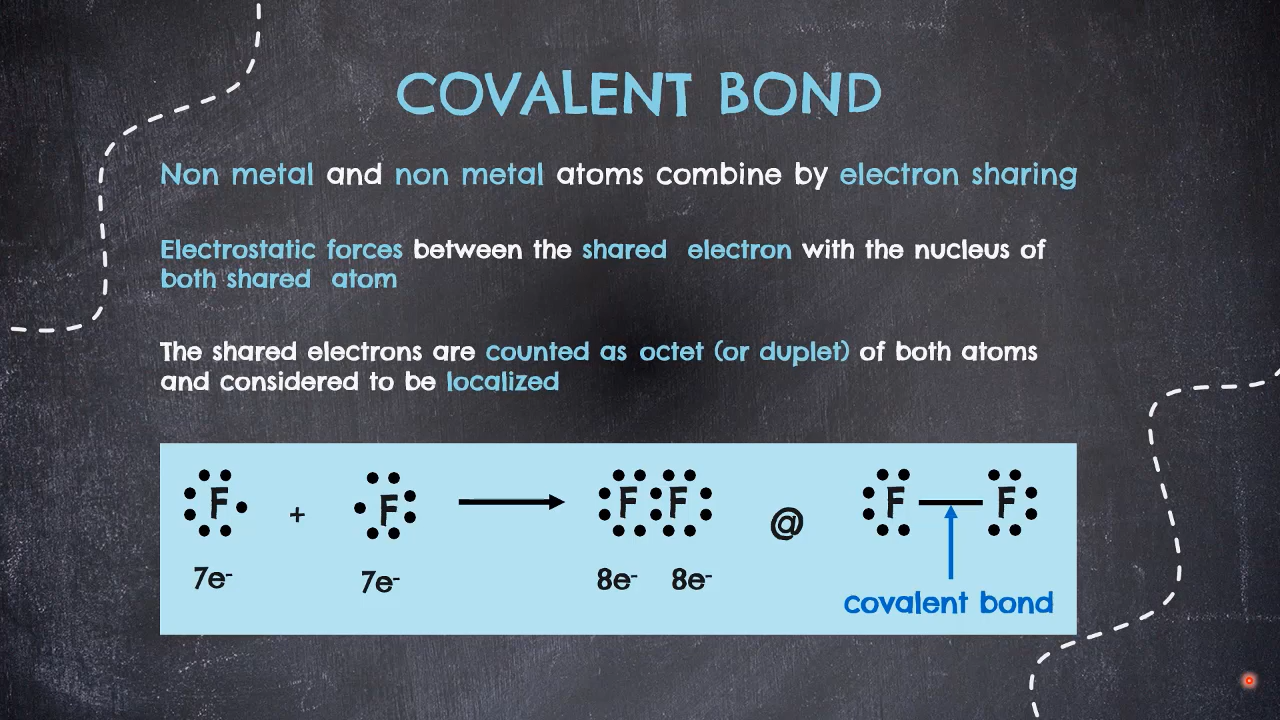 COVALENT BOND
Non metal and non metal atoms combine by electron sharing
Electrostatic forces between the shared electron with the nucleus of
both shared atom
The shared electrons are counted as octet (or duplet) of both atoms
and considered to be localized
F + F F F @ F F
7e- 7e- 8e- 8e-
covalent bond